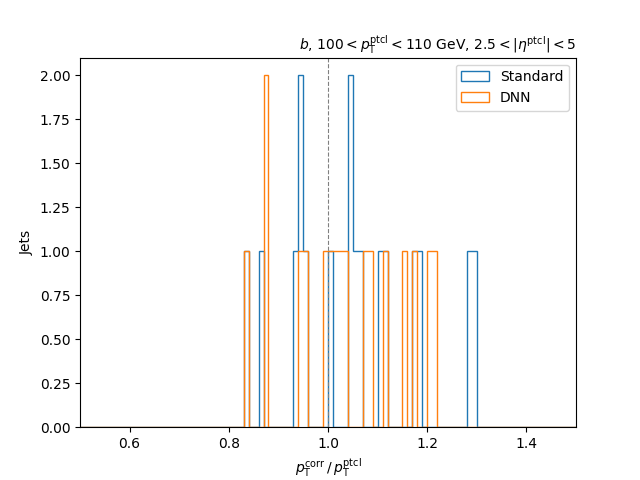 b, 100 < p_T^ptcl < 110 GeV, 2.5 < |η^ptcl| < 5
Standard
DNN
2.00
1.75
1.50
1.25
1.00
0.75
0.50
0.25
0.00
Jets
0.6 0.8 1.0 1.2 1.4
p_T^corr / p_T^ptcl